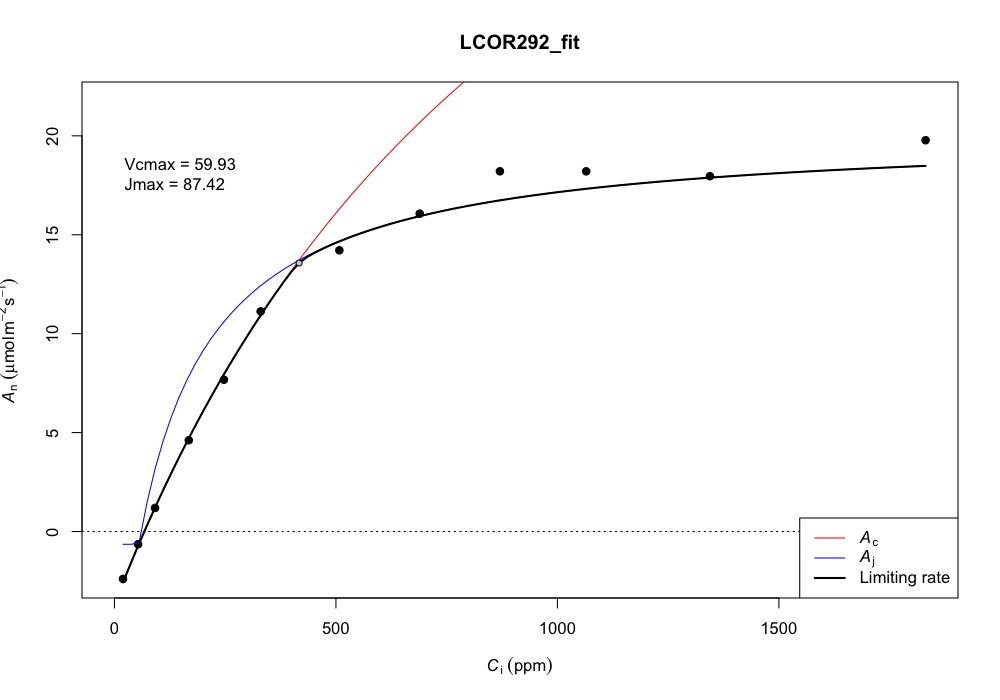 LCOR292_fit
Vcmax = 59.93
Jmax = 87.42
20
15
10
5
0
Aₙ (μmolm⁻²s⁻¹)
0 500 1000 1500
Cᵢ (ppm)
A꜀
Aⱼ
Limiting rate